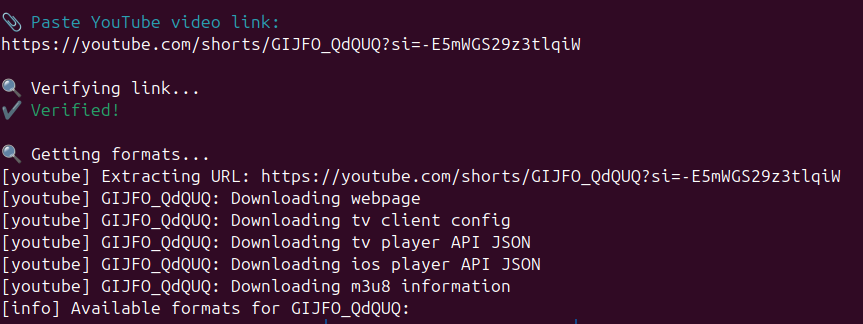 📎 Paste YouTube video link:
https://youtube.com/shorts/GIJFO_QdQUQ?si=-E5mWGS29z3tlqiW
🔍 Verifying link...
✔ Verified!
🔍 Getting formats...
[youtube] Extracting URL: https://youtube.com/shorts/GIJFO_QdQUQ?si=-E5mWGS29z3tlqiW
[youtube] GIJFO_QdQUQ: Downloading webpage
[youtube] GIJFO_QdQUQ: Downloading tv client config
[youtube] GIJFO_QdQUQ: Downloading tv player API JSON
[youtube] GIJFO_QdQUQ: Downloading ios player API JSON
[youtube] GIJFO_QdQUQ: Downloading m3u8 information
[info] Available formats for GIJFO_QdQUQ: